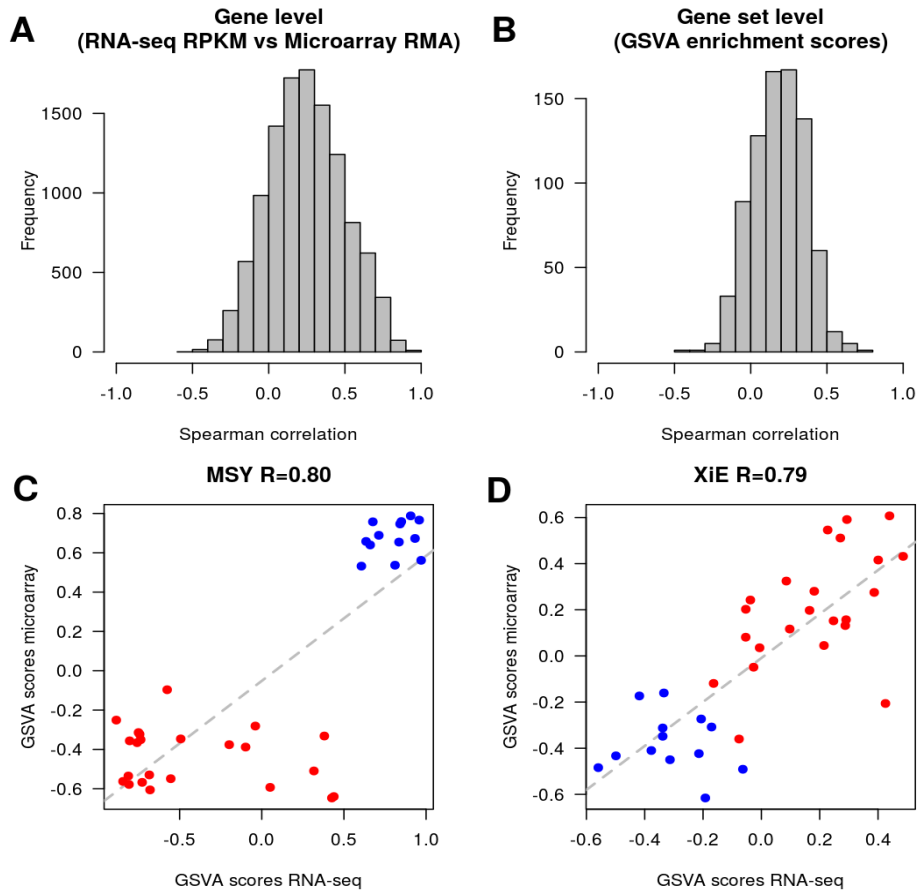 A
Gene level
(RNA-seq RPKM vs Microarray RMA)
Frequency
1500
1000
500
0
-1.0 -0.5 0.0 0.5 1.0
Spearman correlation
B
Gene set level
(GSVA enrichment scores)
Frequency
150
100
50
0
-1.0 -0.5 0.0 0.5 1.0
Spearman correlation
C
MSY R=0.80
GSVA scores microarray
0.8
0.6
0.4
0.2
0.0
-0.2
-0.4
-0.6
-0.5 0.0 0.5 1.0
GSVA scores RNA-seq
D
XiE R=0.79
GSVA scores microarray
0.6
0.4
0.2
0.0
-0.2
-0.4
-0.6
-0.6 -0.4 -0.2 0.0 0.2 0.4
GSVA scores RNA-seq